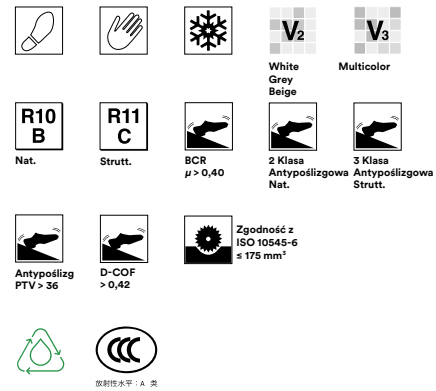 V2
V3
White
Grey
Beige
Multicolor
R10
B
R11
C
Nat.
Strutt.
BCR
μ > 0,40
2 Klasa
Antypoślizgowa
Nat.
3 Klasa
Antypoślizgowa
Strutt.
Antypoślizg
PTV > 36
D-COF
> 0,42
Zgodność z
ISO 10545-6
≤ 175 mm³
CCC
放射性水平：A 类